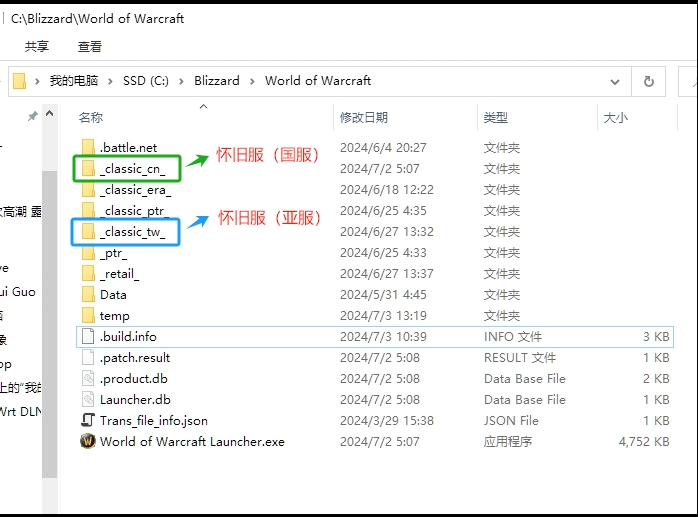 C:\Blizzard\World of Warcraft
共享 查看
我的电脑 > SSD (C:) > Blizzard > World of Warcraft
名称 修改日期 类型 大小
.battle.net 2024/6/4 20:27 文件夹
_classic_cn_ 2024/7/2 5:07 文件夹
怀旧服（国服）
_classic_era_ 2024/6/18 12:22 文件夹
_classic_ptr_ 2024/6/25 4:35 文件夹
_classic_tw_ 2024/6/27 13:32 文件夹
怀旧服（亚服）
_ptr_ 2024/6/25 4:33 文件夹
_retail_ 2024/6/27 13:37 文件夹
Data 2024/5/31 4:45 文件夹
temp 2024/7/3 13:19 文件夹
.build.info 2024/7/3 10:39 INFO 文件 3 KB
.patch.result 2024/7/2 5:08 RESULT 文件 1 KB
.product.db 2024/7/2 5:08 Data Base File 2 KB
Launcher.db 2024/7/2 5:08 Data Base File 1 KB
Trans_file_info.json 2024/3/29 15:38 JSON File 1 KB
World of Warcraft Launcher.exe 2024/7/2 5:07 应用程序 4,752 KB
高潮
ui Guo
上的"我的
Wrt DLN